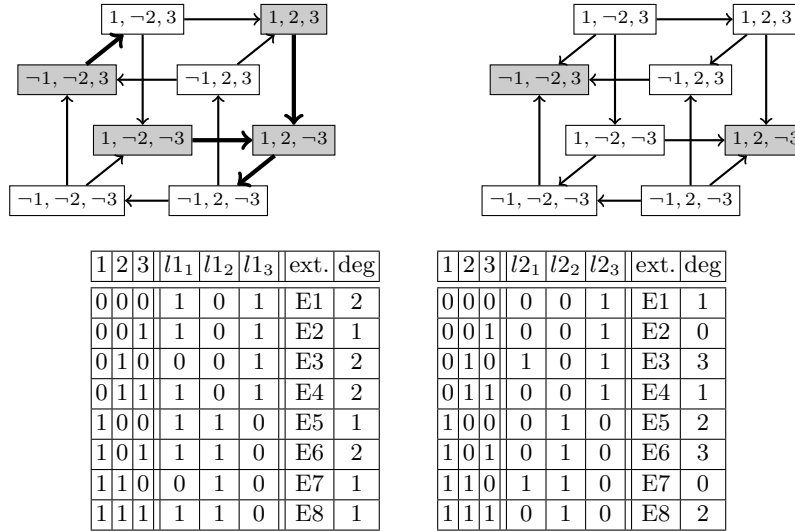 1, ¬2, 3 1, 2, 3 1, ¬2, 3 1, 2, 3
¬1, ¬2, 3 ¬1, 2, 3 ¬1, ¬2, 3 ¬1, 2, 3
1, ¬2, ¬3 1, 2, ¬3 1, ¬2, ¬3 1, 2, ¬3
¬1, ¬2, ¬3 ¬1, 2, ¬3 ¬1, ¬2, ¬3 ¬1, 2, ¬3
1 2 3 l1₁ l1₂ l1₃ ext. deg
0 0 0 1 0 1 E1 2
0 0 1 1 0 1 E2 1
0 1 0 0 0 1 E3 2
0 1 1 1 0 1 E4 2
1 0 0 1 1 0 E5 1
1 0 1 1 1 0 E6 2
1 1 0 0 1 0 E7 1
1 1 1 1 1 0 E8 1
1 2 3 l2₁ l2₂ l2₃ ext. deg
0 0 0 0 0 1 E1 1
0 0 1 0 0 1 E2 0
0 1 0 1 0 1 E3 3
0 1 1 0 0 1 E4 1
1 0 0 0 1 0 E5 2
1 0 1 0 1 0 E6 3
1 1 0 1 1 0 E7 0
1 1 1 0 1 0 E8 2